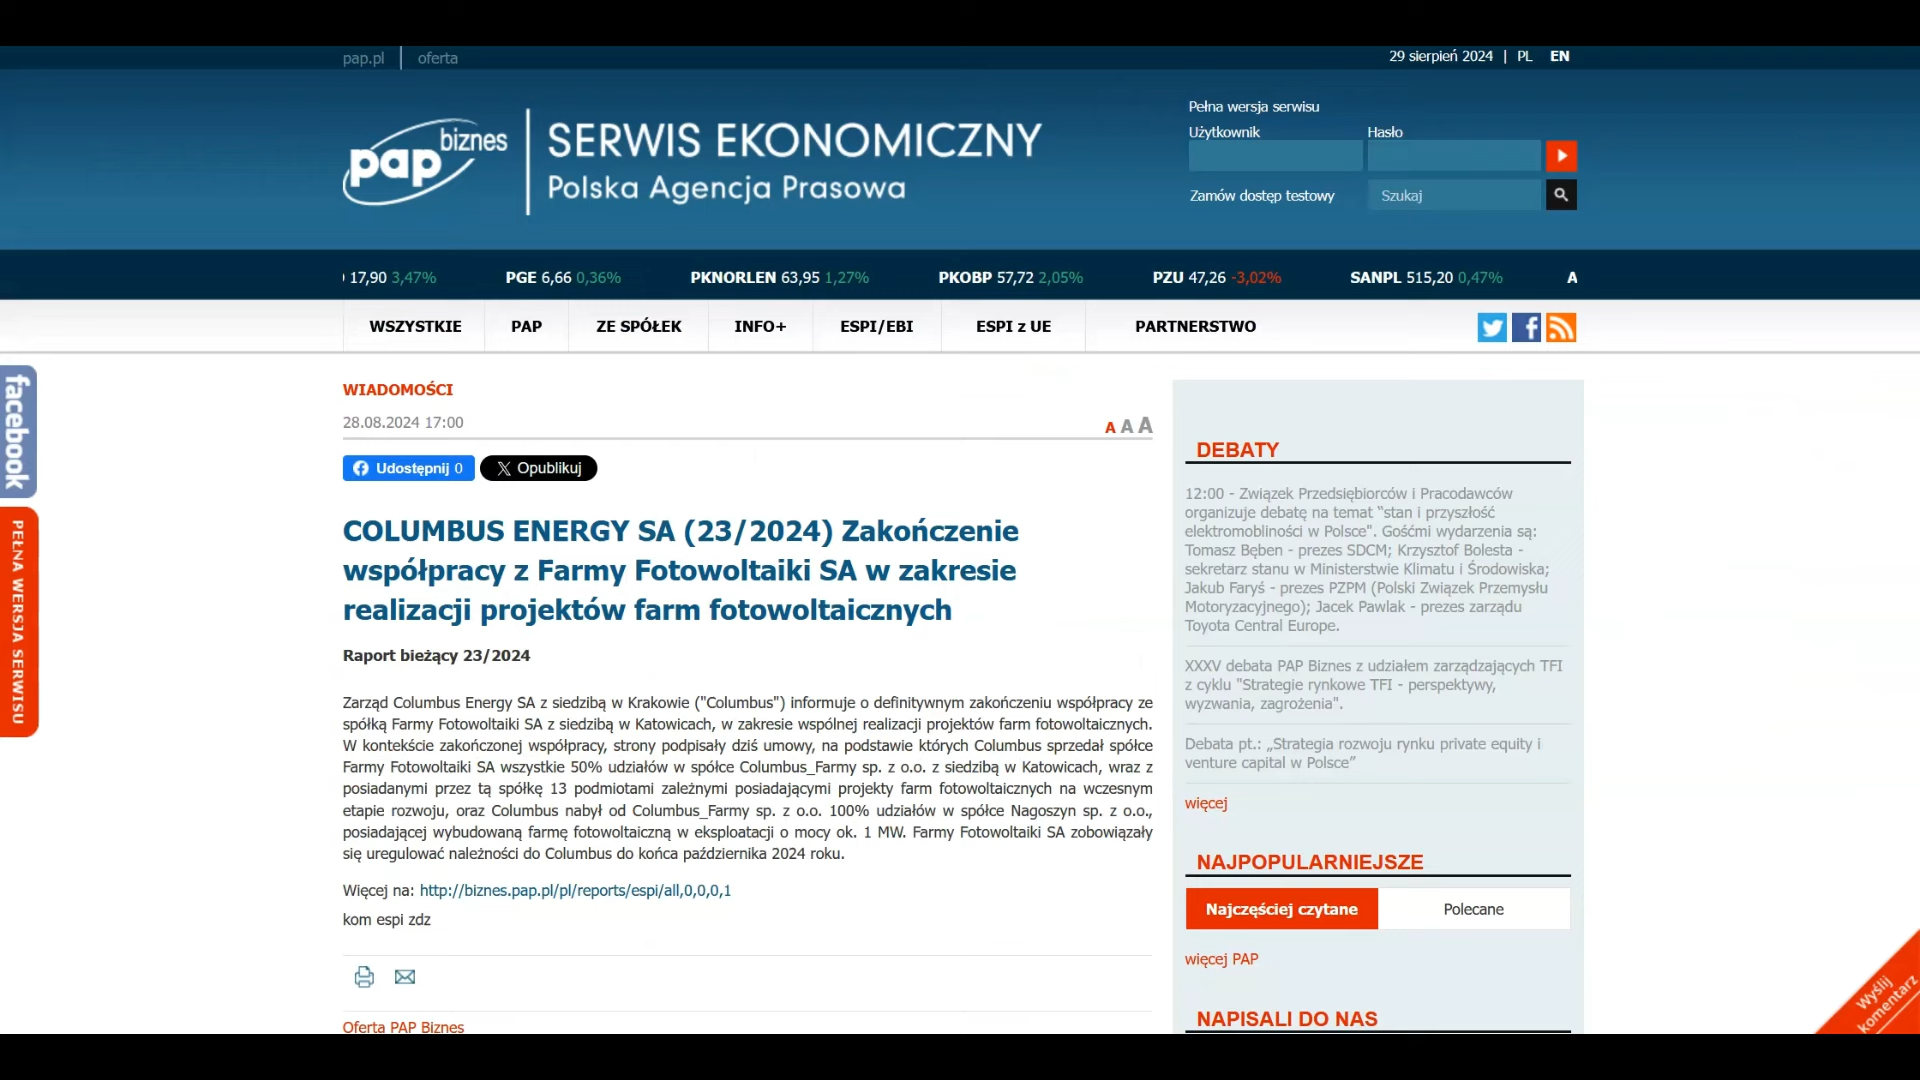 pap.pl | oferta
29 sierpień 2024 | PL EN
pap biznes
SERWIS EKONOMICZNY
Polska Agencja Prasowa
Pełna wersja serwisu
Użytkownik Hasło
Zamów dostęp testowy Szukaj
17,90 3,47% PGE 6,66 0,36% PKNORLEN 63,95 1,27% PKOBP 57,72 2,05% PZU 47,26 -3,02% SANPL 515,20 0,47% A
WSZYSTKIE PAP ZE SPÓŁEK INFO+ ESPI/EBI ESPI z UE PARTNERSTWO
facebook
PEŁNA WERSJA SERWISU
WIADOMOŚCI
28.08.2024 17:00
A A A
Udostępnij 0 Opublikuj
COLUMBUS ENERGY SA (23/2024) Zakończenie
współpracy z Farmy Fotowoltaiki SA w zakresie
realizacji projektów farm fotowoltaicznych
Raport bieżący 23/2024
Zarząd Columbus Energy SA z siedzibą w Krakowie ("Columbus") informuje o definitywnym zakończeniu współpracy ze
spółką Farmy Fotowoltaiki SA z siedzibą w Katowicach, w zakresie wspólnej realizacji projektów farm fotowoltaicznych.
W kontekście zakończonej współpracy, strony podpisały dziś umowy, na podstawie których Columbus sprzedał spółce
Farmy Fotowoltaiki SA wszystkie 50% udziałów w spółce Columbus_Farmy sp. z o.o. z siedzibą w Katowicach, wraz z
posiadanymi przez tą spółkę 13 podmiotami zależnymi posiadającymi projekty farm fotowoltaicznych na wczesnym
etapie rozwoju, oraz Columbus nabył od Columbus_Farmy sp. z o.o. 100% udziałów w spółce Nagoszyn sp. z o.o.,
posiadającej wybudowaną farmę fotowoltaiczną w eksploatacji o mocy ok. 1 MW. Farmy Fotowoltaiki SA zobowiązały
się uregulować należności do Columbus do końca października 2024 roku.
Więcej na: http://biznes.pap.pl/pl/reports/espi/all,0,0,0,1
kom espi zdz
Oferta PAP Biznes
DEBATY
12:00 - Związek Przedsiębiorców i Pracodawców
organizuje debatę na temat “stan i przyszłość
elektromobliności w Polsce". Gośćmi wydarzenia są:
Tomasz Bęben - prezes SDCM; Krzysztof Bolesta -
sekretarz stanu w Ministerstwie Klimatu i Środowiska;
Jakub Faryś - prezes PZPM (Polski Związek Przemysłu
Motoryzacyjnego); Jacek Pawlak - prezes zarządu
Toyota Central Europe.
XXXV debata PAP Biznes z udziałem zarządzających TFI
z cyklu "Strategie rynkowe TFI - perspektywy,
wyzwania, zagrożenia".
Debata pt.: „Strategia rozwoju rynku private equity i
venture capital w Polsce”
więcej
NAJPOPULARNIEJSZE
Najczęściej czytane Polecane
więcej PAP
NAPISALI DO NAS
Wyślij
komentarz